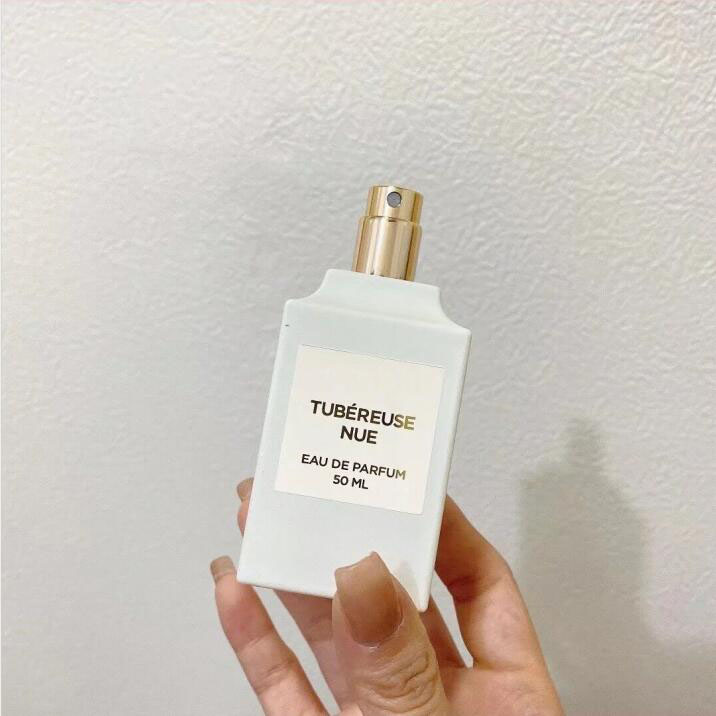 TUBÉREUSE
NUE
EAU DE PARFUM
50 ML